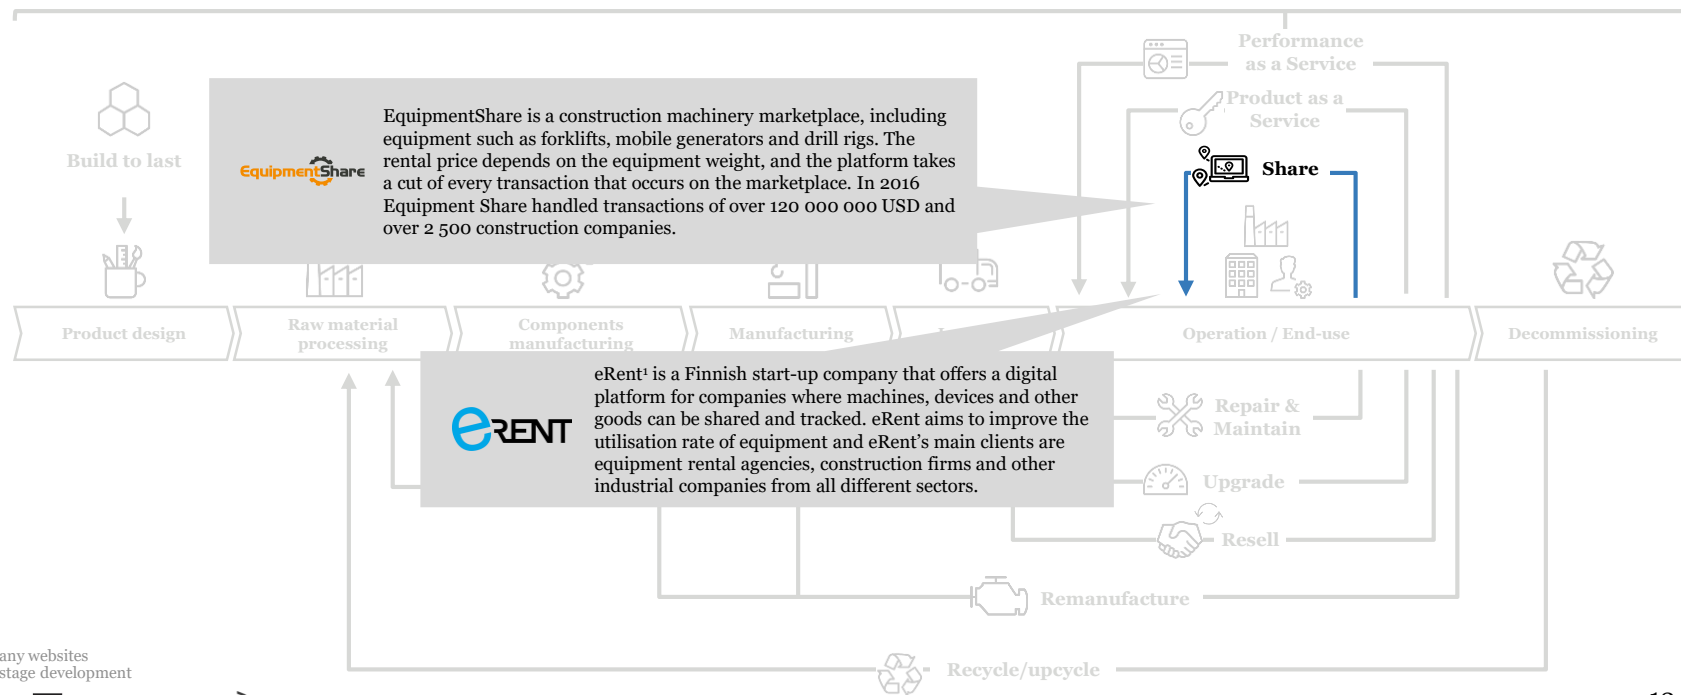 Performance
as a Service
Product as a
Service
Share
Build to last
EquipmentShare
EquipmentShare is a construction machinery marketplace, including
equipment such as forklifts, mobile generators and drill rigs. The
rental price depends on the equipment weight, and the platform takes
a cut of every transaction that occurs on the marketplace. In 2016
Equipment Share handled transactions of over 120 000 000 USD and
over 2 500 construction companies.
Product design
Raw material
processing
Components
manufacturing
Manufacturing
Operation / End-use
Decommissioning
eRENT
eRent¹ is a Finnish start-up company that offers a digital
platform for companies where machines, devices and other
goods can be shared and tracked. eRent aims to improve the
utilisation rate of equipment and eRent's main clients are
equipment rental agencies, construction firms and other
industrial companies from all different sectors.
Repair &
Maintain
Upgrade
Resell
Remanufacture
Recycle/upcycle
any websites
stage development